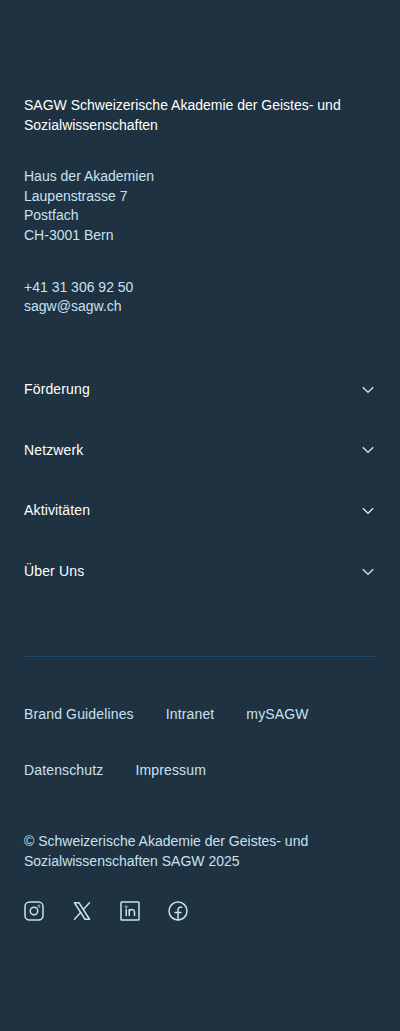 SAGW Schweizerische Akademie der Geistes- und
Sozialwissenschaften
Haus der Akademien
Laupenstrasse 7
Postfach
CH-3001 Bern
+41 31 306 92 50
sagw@sagw.ch
Förderung
Netzwerk
Aktivitäten
Über Uns
Brand Guidelines Intranet mySAGW
Datenschutz Impressum
© Schweizerische Akademie der Geistes- und
Sozialwissenschaften SAGW 2025